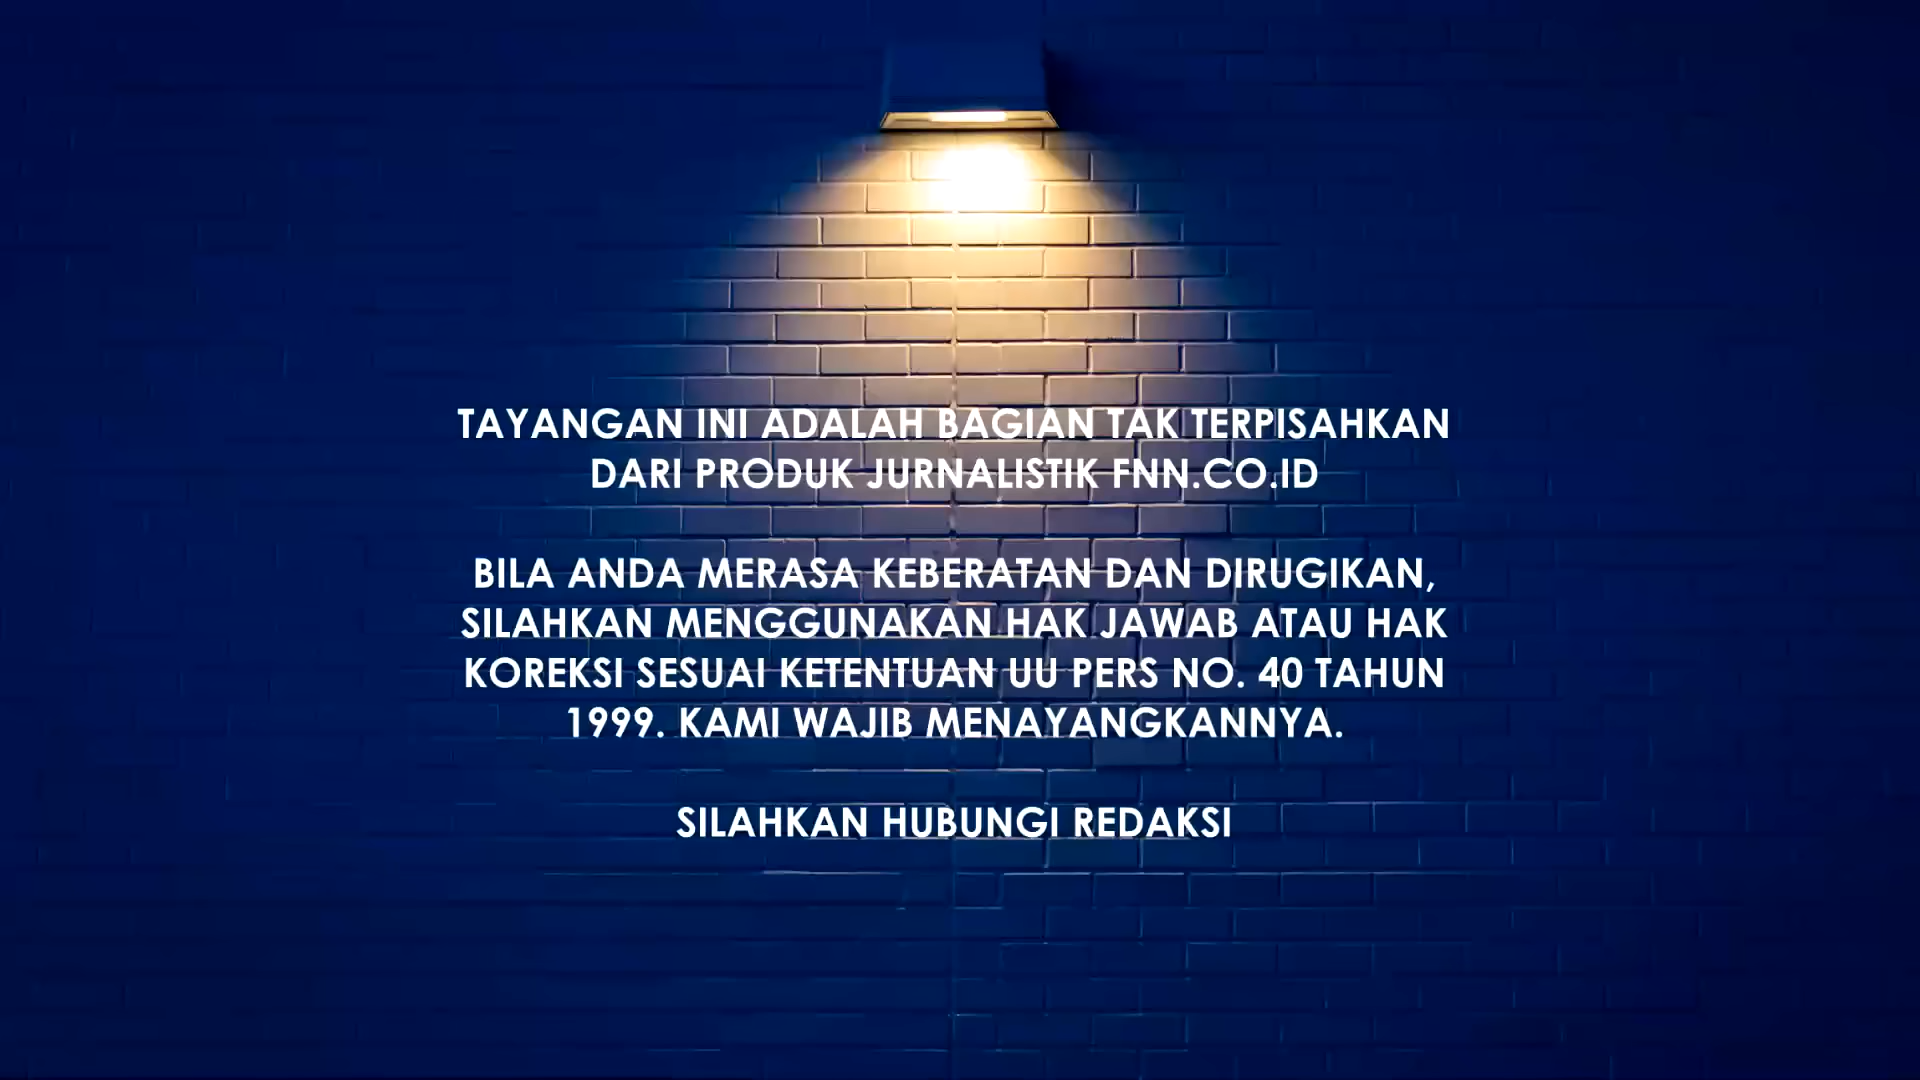 TAYANGAN INI ADALAH BAGIAN TAK TERPISAHKAN
DARI PRODUK JURNALISTIK FNN.CO.ID
BILA ANDA MERASA KEBERATAN DAN DIRUGIKAN,
SILAHKAN MENGGUNAKAN HAK JAWAB ATAU HAK
KOREKSI SESUAI KETENTUAN UU PERS NO. 40 TAHUN
1999. KAMI WAJIB MENAYANGKANNYA.
SILAHKAN HUBUNGI REDAKSI